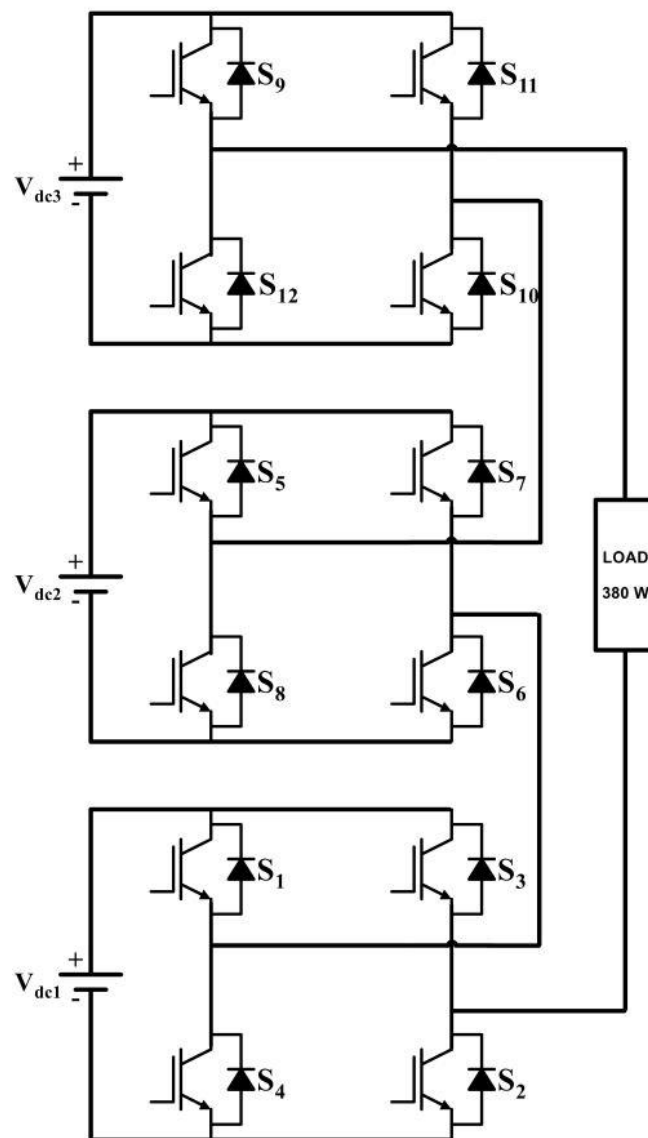 S9
S11
+
Vdc3
-
S12
S10
S5
S7
+
Vdc2
-
LOAD
380 W
S8
S6
S1
S3
+
Vdc1
-
S4
S2